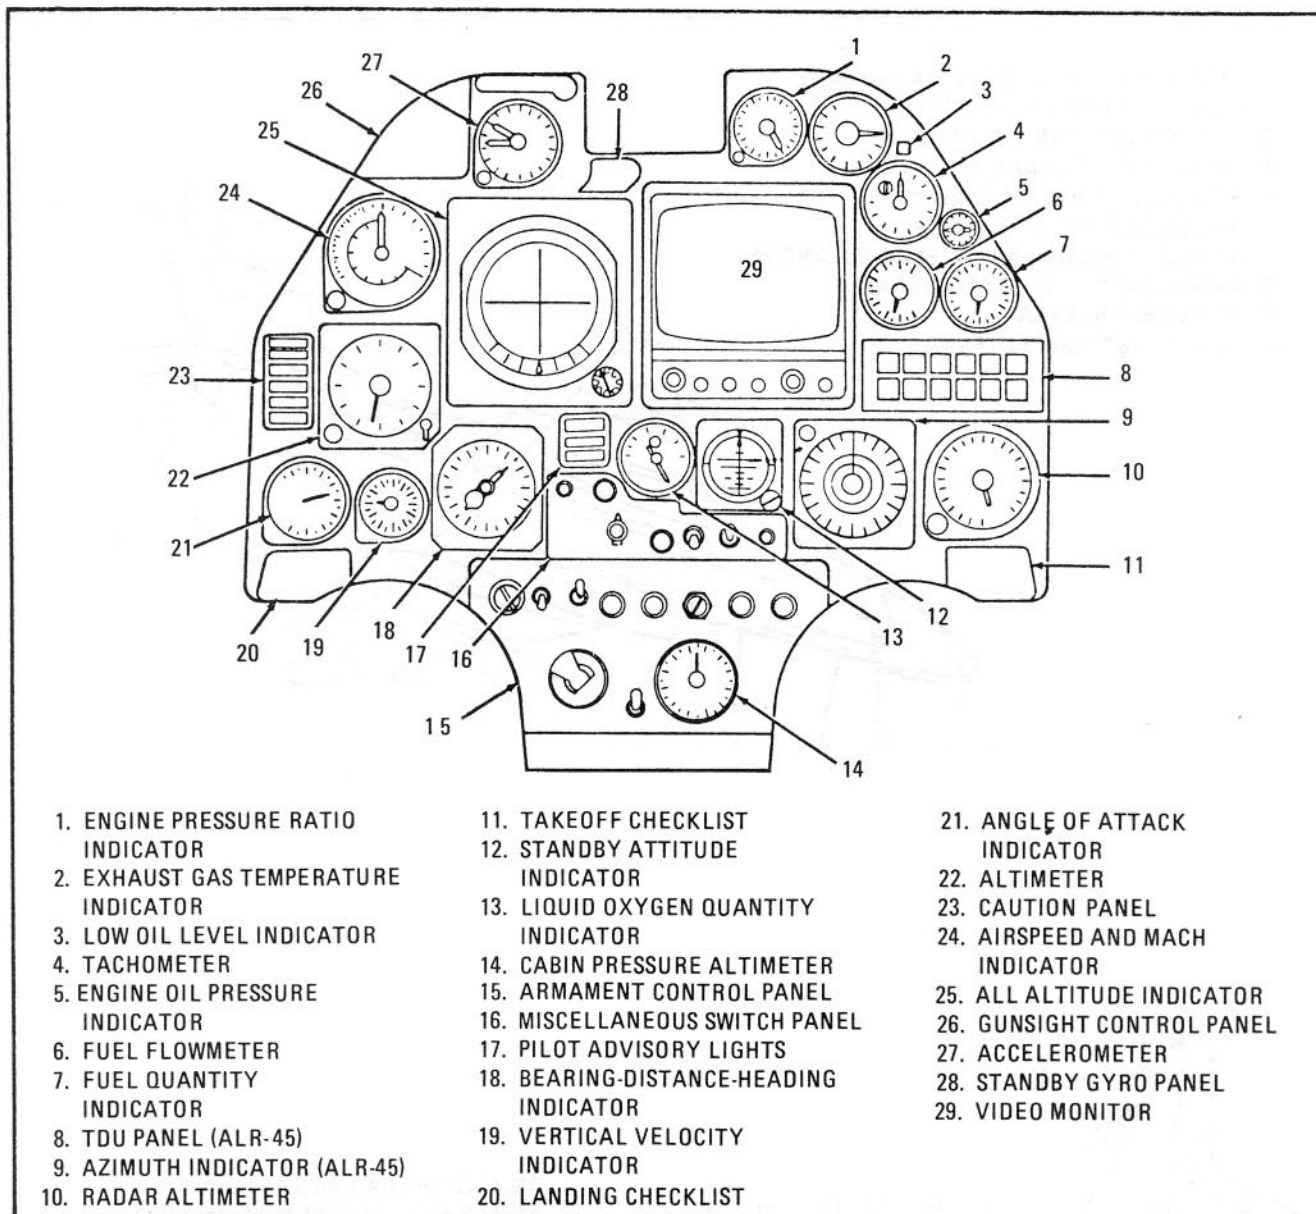 1
2
3
4
5
6
7
8
9
10
11
12
13
14
15
16
17
18
19
20
21
22
23
24
25
26
27
28
29
1. ENGINE PRESSURE RATIO
INDICATOR
2. EXHAUST GAS TEMPERATURE
INDICATOR
3. LOW OIL LEVEL INDICATOR
4. TACHOMETER
5. ENGINE OIL PRESSURE
INDICATOR
6. FUEL FLOWMETER
7. FUEL QUANTITY
INDICATOR
8. TDU PANEL (ALR-45)
9. AZIMUTH INDICATOR (ALR-45)
10. RADAR ALTIMETER
11. TAKEOFF CHECKLIST
12. STANDBY ATTITUDE
INDICATOR
13. LIQUID OXYGEN QUANTITY
INDICATOR
14. CABIN PRESSURE ALTIMETER
15. ARMAMENT CONTROL PANEL
16. MISCELLANEOUS SWITCH PANEL
17. PILOT ADVISORY LIGHTS
18. BEARING-DISTANCE-HEADING
INDICATOR
19. VERTICAL VELOCITY
INDICATOR
20. LANDING CHECKLIST
21. ANGLE OF ATTACK
INDICATOR
22. ALTIMETER
23. CAUTION PANEL
24. AIRSPEED AND MACH
INDICATOR
25. ALL ALTITUDE INDICATOR
26. GUNSIGHT CONTROL PANEL
27. ACCELEROMETER
28. STANDBY GYRO PANEL
29. VIDEO MONITOR